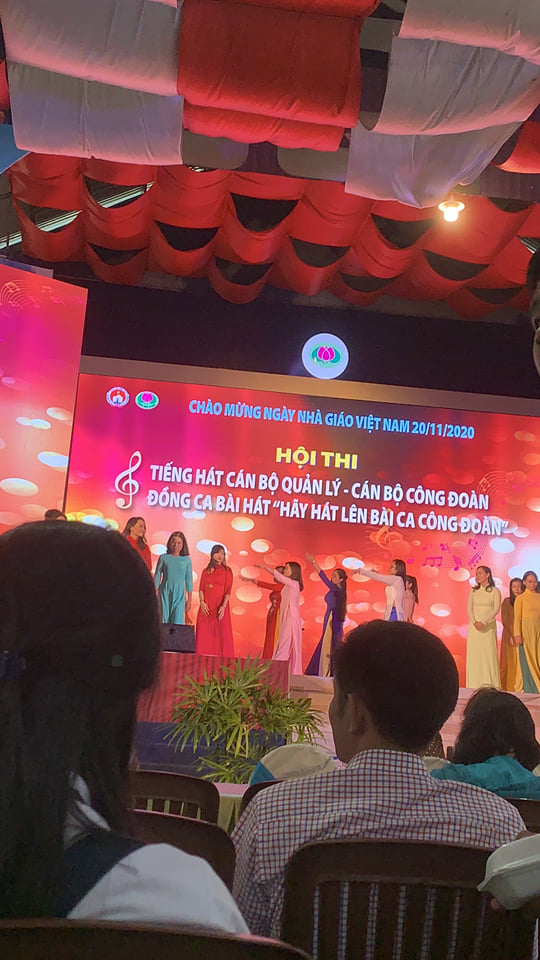 CHÀO MỪNG NGÀY NHÀ GIÁO VIỆT NAM 20/11/2020
HỘI THI
TIẾNG HÁT CÁN BỘ QUẢN LÝ - CÁN BỘ CÔNG ĐOÀN
ĐỒNG CA BÀI HÁT "HÃY HÁT LÊN BÀI CA CÔNG ĐOÀN"